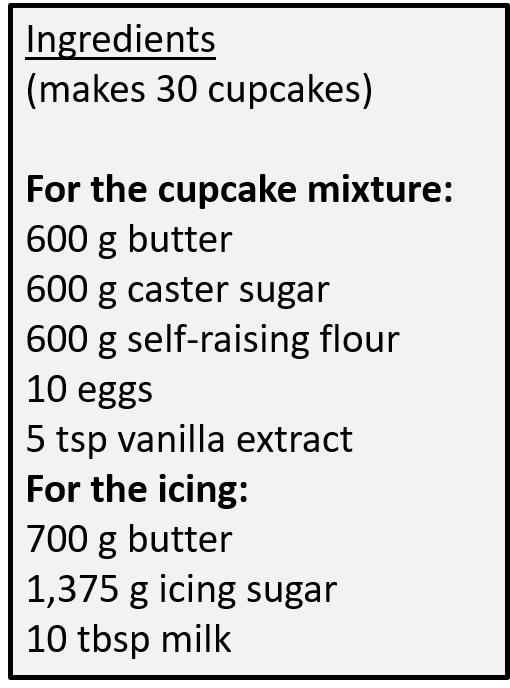 Ingredients
(makes 30 cupcakes)
For the cupcake mixture:
600 g butter
600 g caster sugar
600 g self-raising flour
10 eggs
5 tsp vanilla extract
For the icing:
700 g butter
1,375 g icing sugar
10 tbsp milk